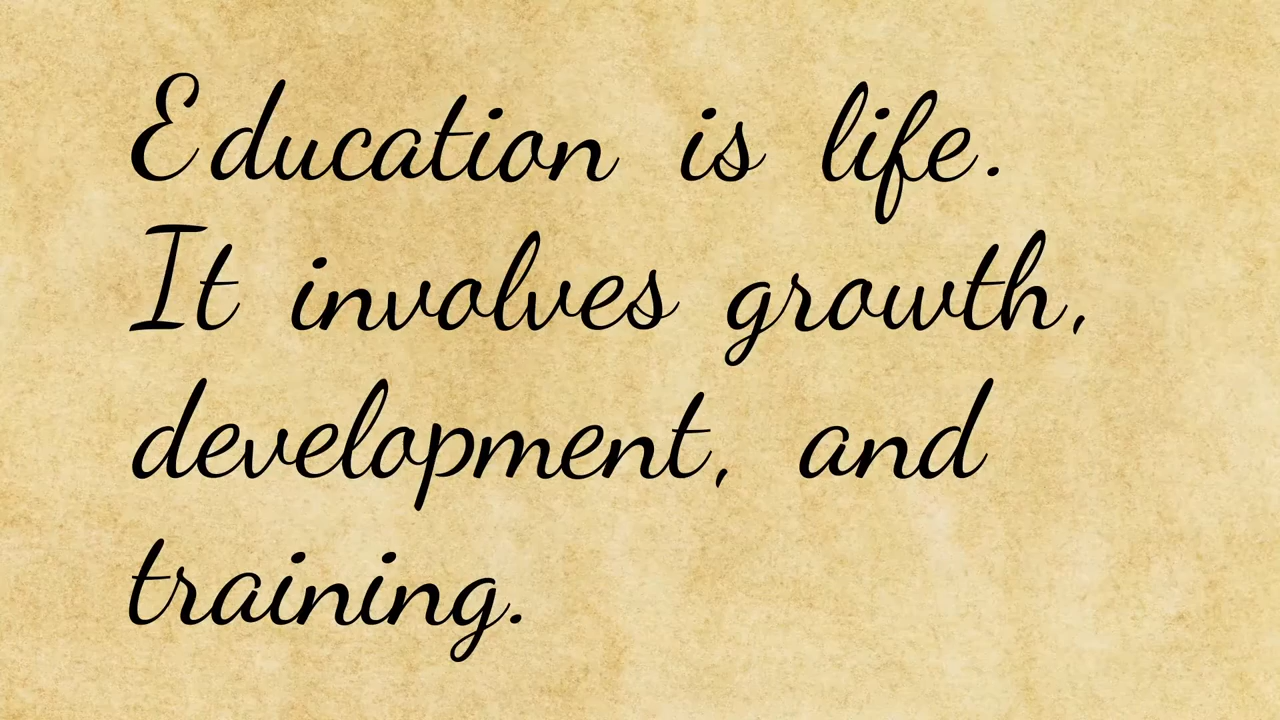 Education is life.
It involves growth,
development, and
training.